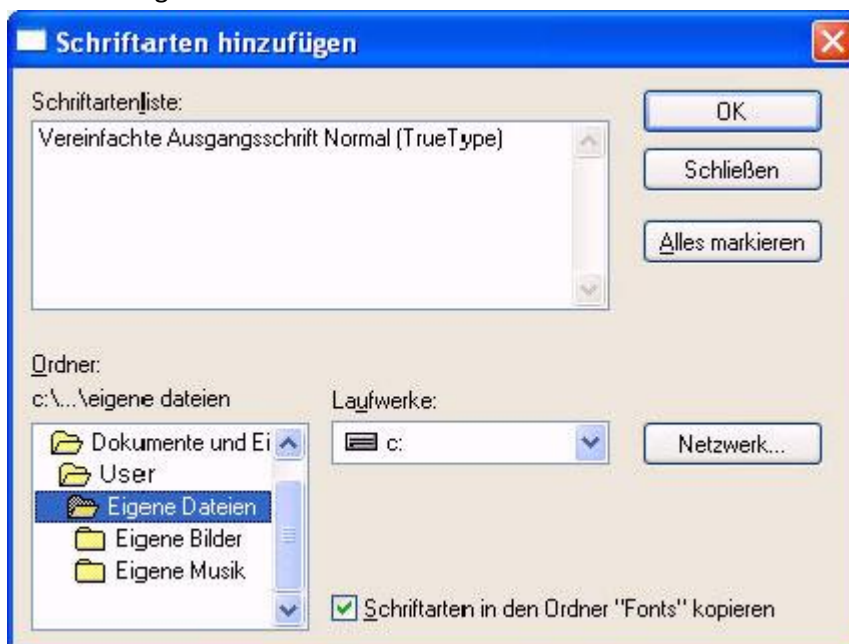 Schriftarten hinzufügen
Schriftartenliste:
Vereinfachte Ausgangsschrift Normal (TrueType)
OK
Schließen
Alles markieren
Ordner:
c:\...\eigene dateien
Laufwerke:
Dokumente und Ei
User
Eigene Dateien
Eigene Bilder
Eigene Musik
c:
Netzwerk...
Schriftarten in den Ordner "Fonts" kopieren